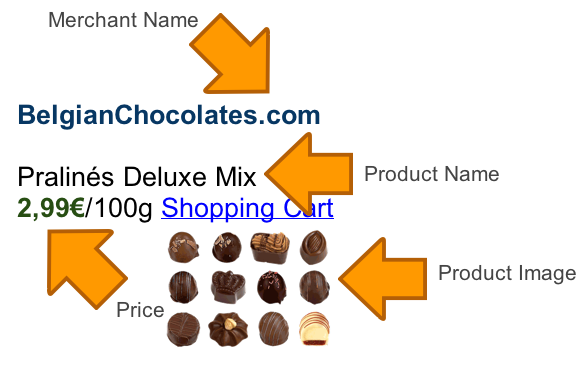 Merchant Name
BelgianChocolates.com
Pralinés Deluxe Mix
Product Name
2,99€/100g Shopping Cart
Product Image
Price